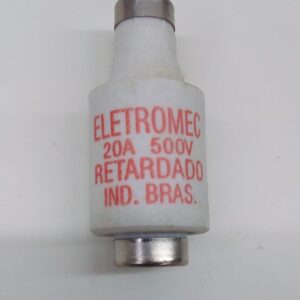 ELETROMEC
20A 500V
RETARDADO
IND. BRAS.